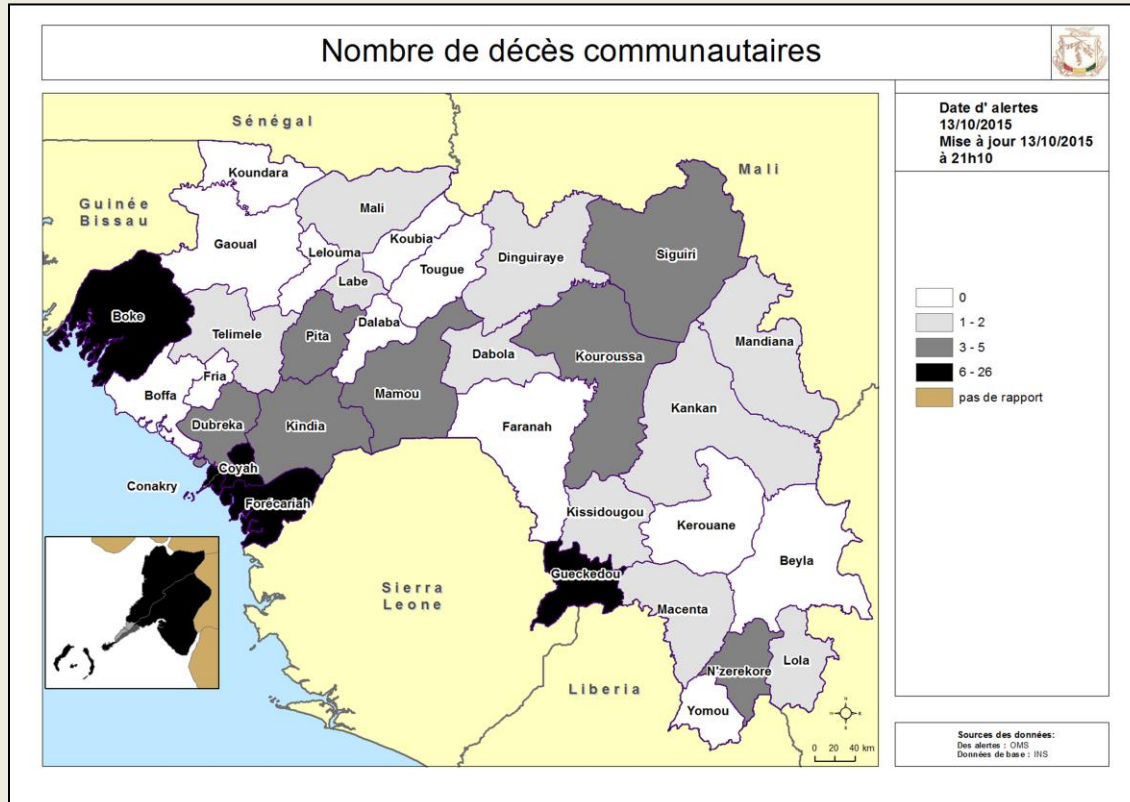 Nombre de décès communautaires
Date d' alertes
13/10/2015
Mise à jour 13/10/2015
à 21h10
Sénégal
Mali
Guinée
Bissau
Koundara
Mali
Gaoual
Koubia
Lelouma
Tougue
Dinguiraye
Siguiri
Labe
Boke
Telimele
Pita
Dalaba
Dabola
Kouroussa
Mandiana
Fria
Boffa
Mamou
Kankan
Dubreka
Kindia
Faranah
Coyah
Conakry
Forécariah
Kissidougou
Kerouane
Beyla
Gueckedou
Sierra
Leone
Macenta
Lola
N'zerekore
Liberia
Yomou
0 20 40 km
0
1 - 2
3 - 5
6 - 26
pas de rapport
Sources des données:
Des alertes : OMS
Données de base : INS